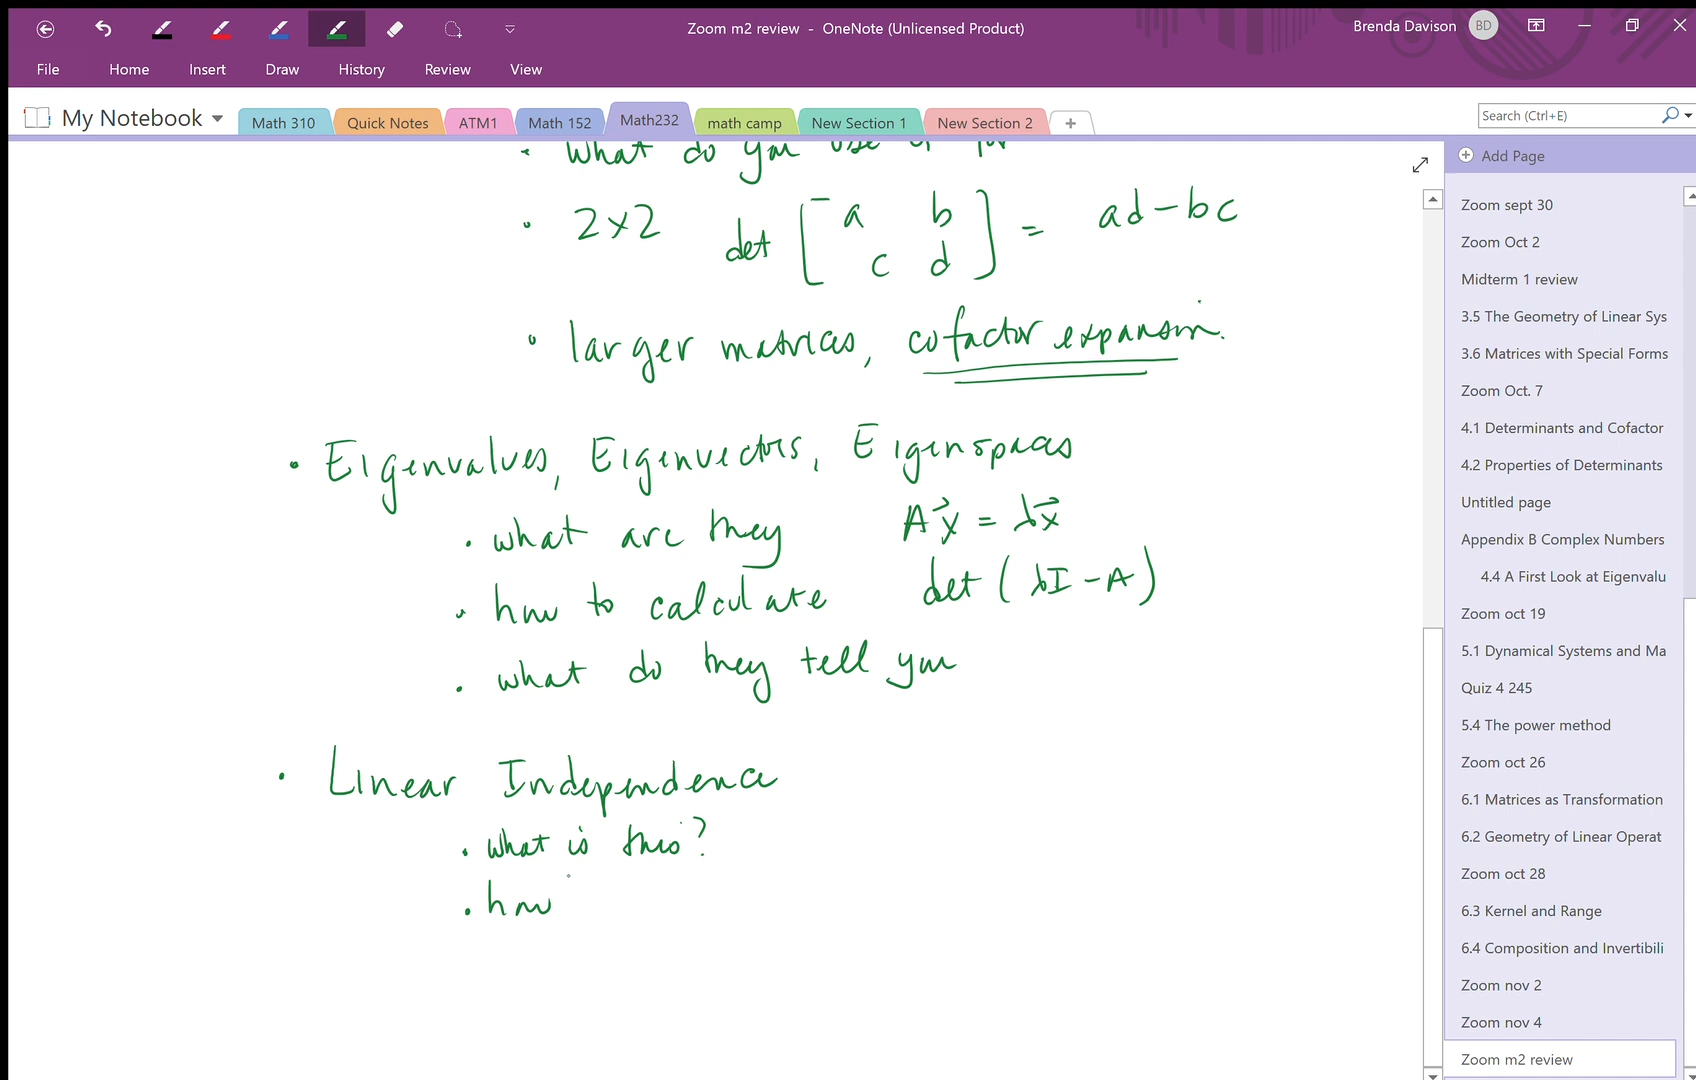 Zoom m2 review - OneNote (Unlicensed Product)
Brenda Davison
BD
File Home Insert Draw History Review View
My Notebook
Math 310
Quick Notes
ATM1
Math 152
Math232
math camp
New Section 1
New Section 2
Search (Ctrl+E)
• What do you use it for
• 2x2 det [a b
c d] = ad - bc
• larger matrices, cofactor expansion.
• Eigenvalues, Eigenvectors, Eigenspaces
• what are they Ax⃗ = λx⃗
• how to calculate det (λI - A)
• what do they tell you
• Linear Independence
• what is this?
• how
Add Page
Zoom sept 30
Zoom Oct 2
Midterm 1 review
3.5 The Geometry of Linear Sys
3.6 Matrices with Special Forms
Zoom Oct. 7
4.1 Determinants and Cofactor
4.2 Properties of Determinants
Untitled page
Appendix B Complex Numbers
4.4 A First Look at Eigenvalu
Zoom oct 19
5.1 Dynamical Systems and Ma
Quiz 4 245
5.4 The power method
Zoom oct 26
6.1 Matrices as Transformation
6.2 Geometry of Linear Operat
Zoom oct 28
6.3 Kernel and Range
6.4 Composition and Invertibili
Zoom nov 2
Zoom nov 4
Zoom m2 review